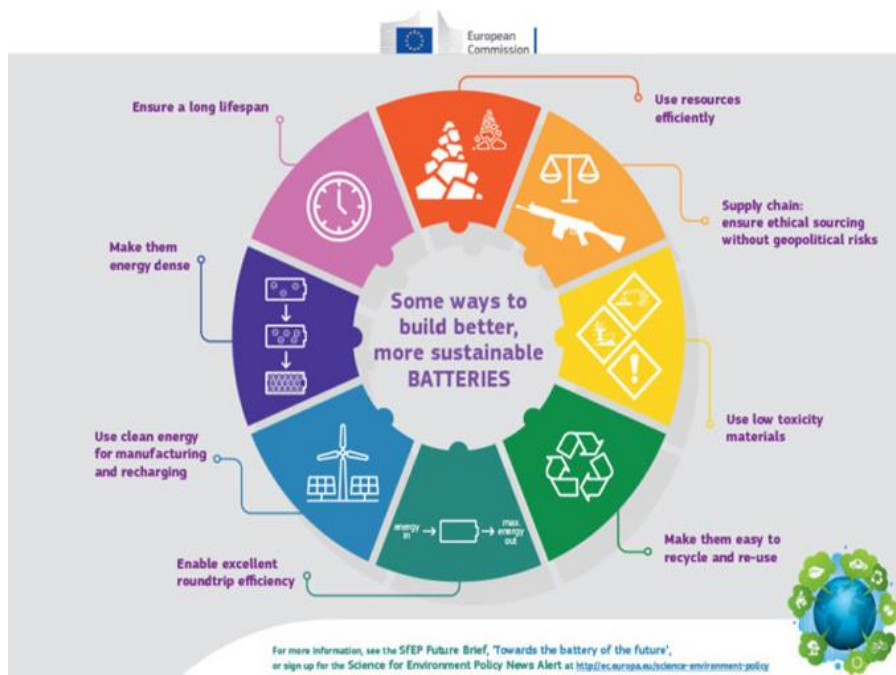 European
Commission
Ensure a long lifespan
Use resources
efficiently
Supply chain:
ensure ethical sourcing
without geopolitical risks
Make them
energy dense
Some ways to
build better,
more sustainable
BATTERIES
Use low toxicity
materials
Use clean energy
for manufacturing
and recharging
energy
in
max.
energy
out
Make them easy to
recycle and re-use
Enable excellent
roundtrip efficiency
For more information, see the SfEP Future Brief, 'Towards the battery of the future',
or sign up for the Science for Environment Policy News Alert at http://ec.europa.eu/science-environment-policy